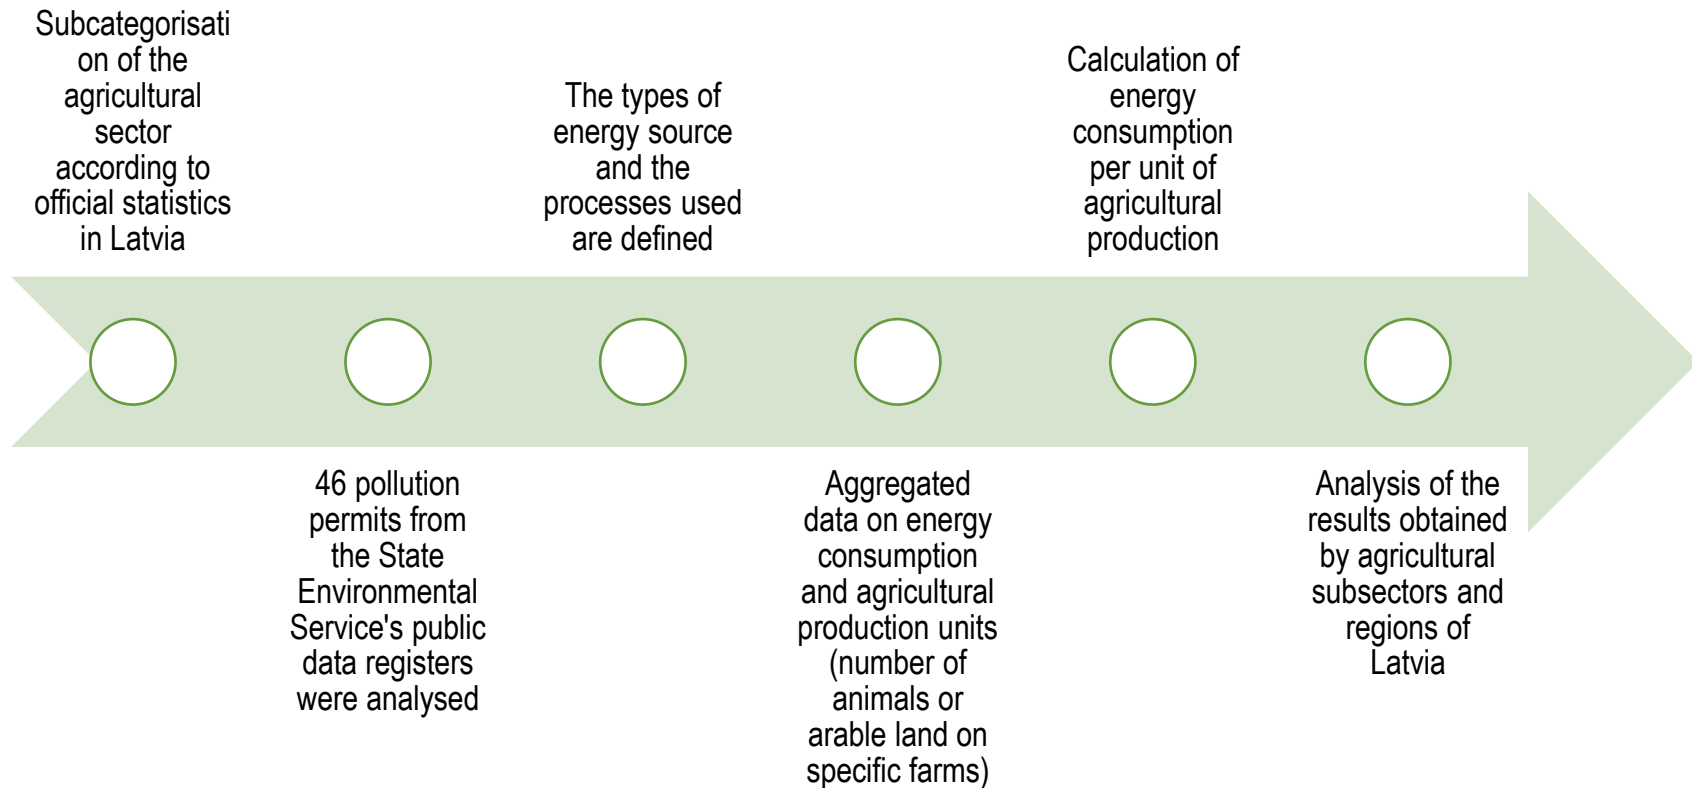 Subcategorisati
on of the
agricultural
sector
according to
official statistics
in Latvia
46 pollution
permits from
the State
Environmental
Service's public
data registers
were analysed
The types of
energy source
and the
processes used
are defined
Aggregated
data on energy
consumption
and agricultural
production units
(number of
animals or
arable land on
specific farms)
Calculation of
energy
consumption
per unit of
agricultural
production
Analysis of the
results obtained
by agricultural
subsectors and
regions of
Latvia